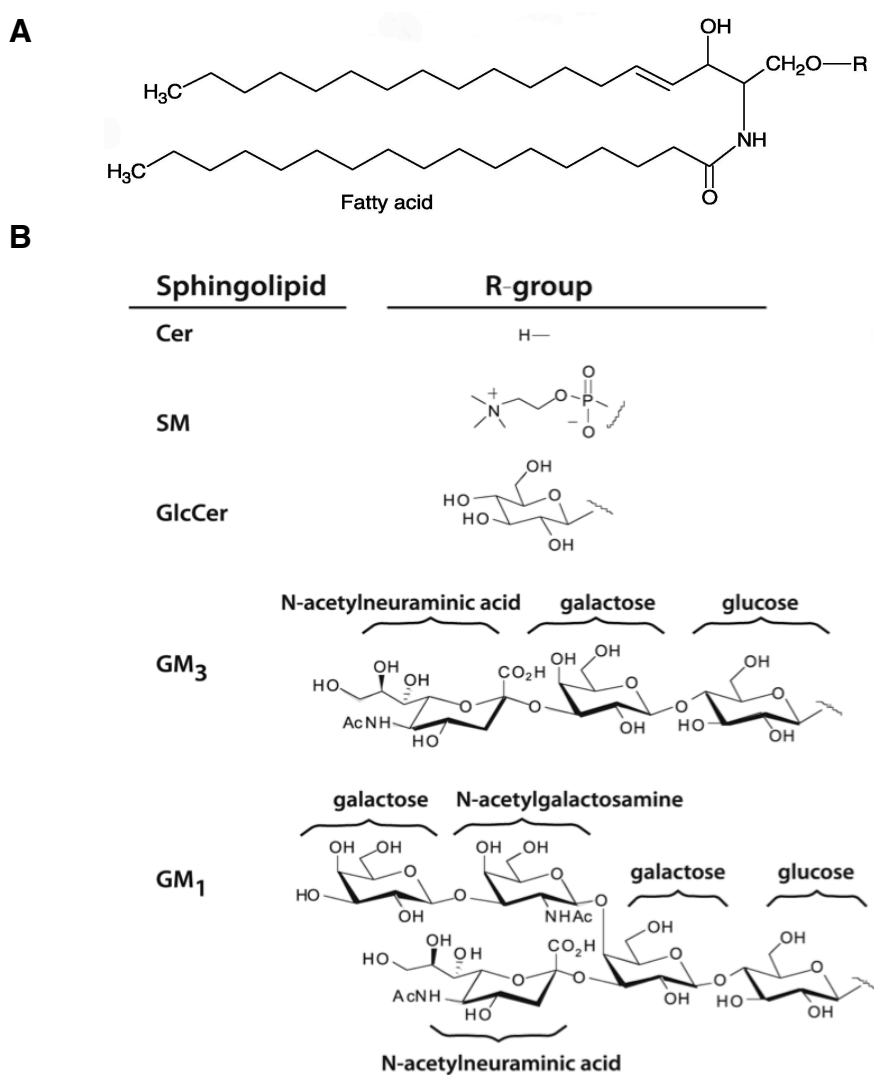 A
OH
CH₂O—R
H₃C
NH
H₃C
O
Fatty acid
B
Sphingolipid R-group
Cer H—
O
O P
+
N
SM
− O
OH
HO O
GlcCer HO
OH
N-acetylneuraminic acid galactose glucose
GM₃
OH OH OH
HO OH CO₂H OH
O O O O O
AcNH HO OH HO OH
galactose N-acetylgalactosamine
GM₁
OH OH OH OH
O O galactose glucose
HO O O
OH NHAc
OH CO₂H OH OH
HO OH O O O O O
AcNH HO OH HO OH
N-acetylneuraminic acid